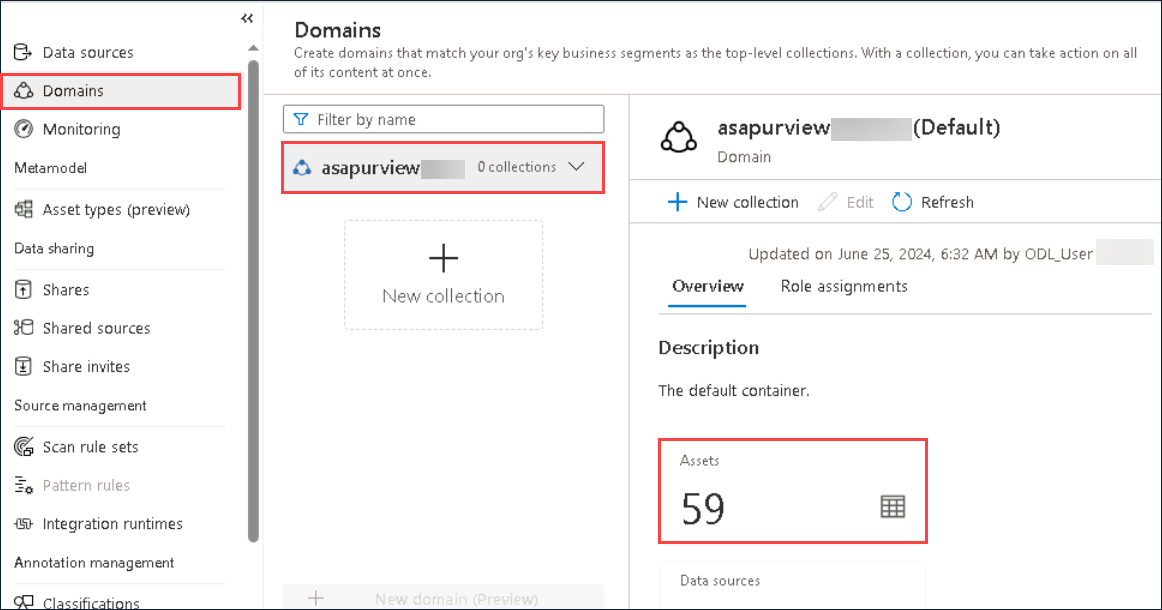 Data sources
Domains
Monitoring
Metamodel
Asset types (preview)
Data sharing
Shares
Shared sources
Share invites
Source management
Scan rule sets
Pattern rules
Integration runtimes
Annotation management
Classifications
Domains
Create domains that match your org's key business segments as the top-level collections. With a collection, you can take action on all
of its content at once.
Filter by name
asapurview 0 collections
New collection
New domain (Preview)
asapurview (Default)
Domain
New collection Edit Refresh
Updated on June 25, 2024, 6:32 AM by ODL_User
Overview Role assignments
Description
The default container.
Assets
59
Data sources